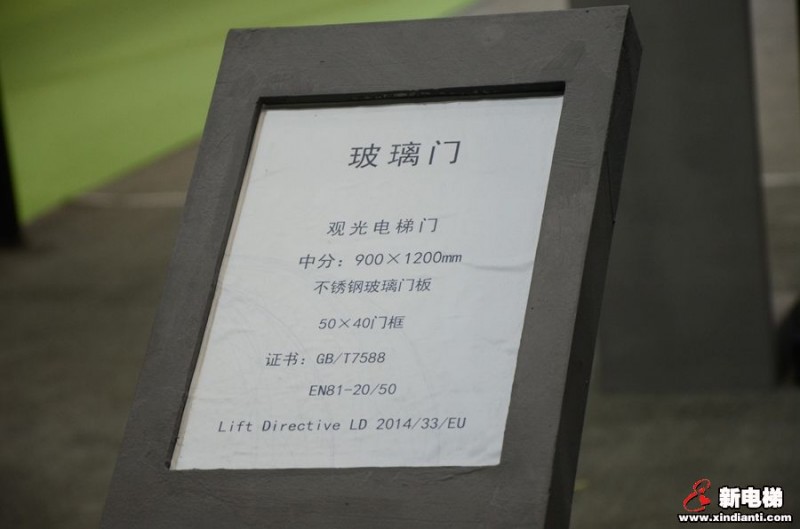 玻璃门
观光电梯门
中分：900×1200mm
不锈钢玻璃门板
50×40门框
证书：GB/T7588
EN81-20/50
Lift Directive LD 2014/33/EU
新电梯
www.xindianti.com